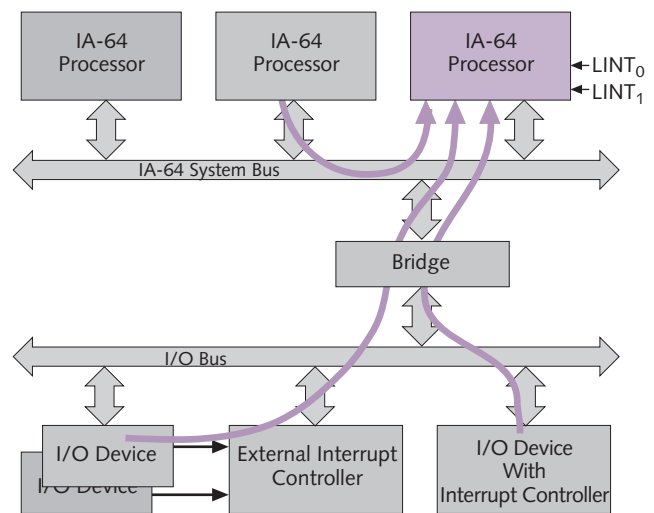 IA-64
Processor
IA-64
Processor
IA-64
Processor
LINT₀
LINT₁
IA-64 System Bus
Bridge
I/O Bus
I/O Device
I/O Device
External Interrupt
Controller
I/O Device
With
Interrupt Controller